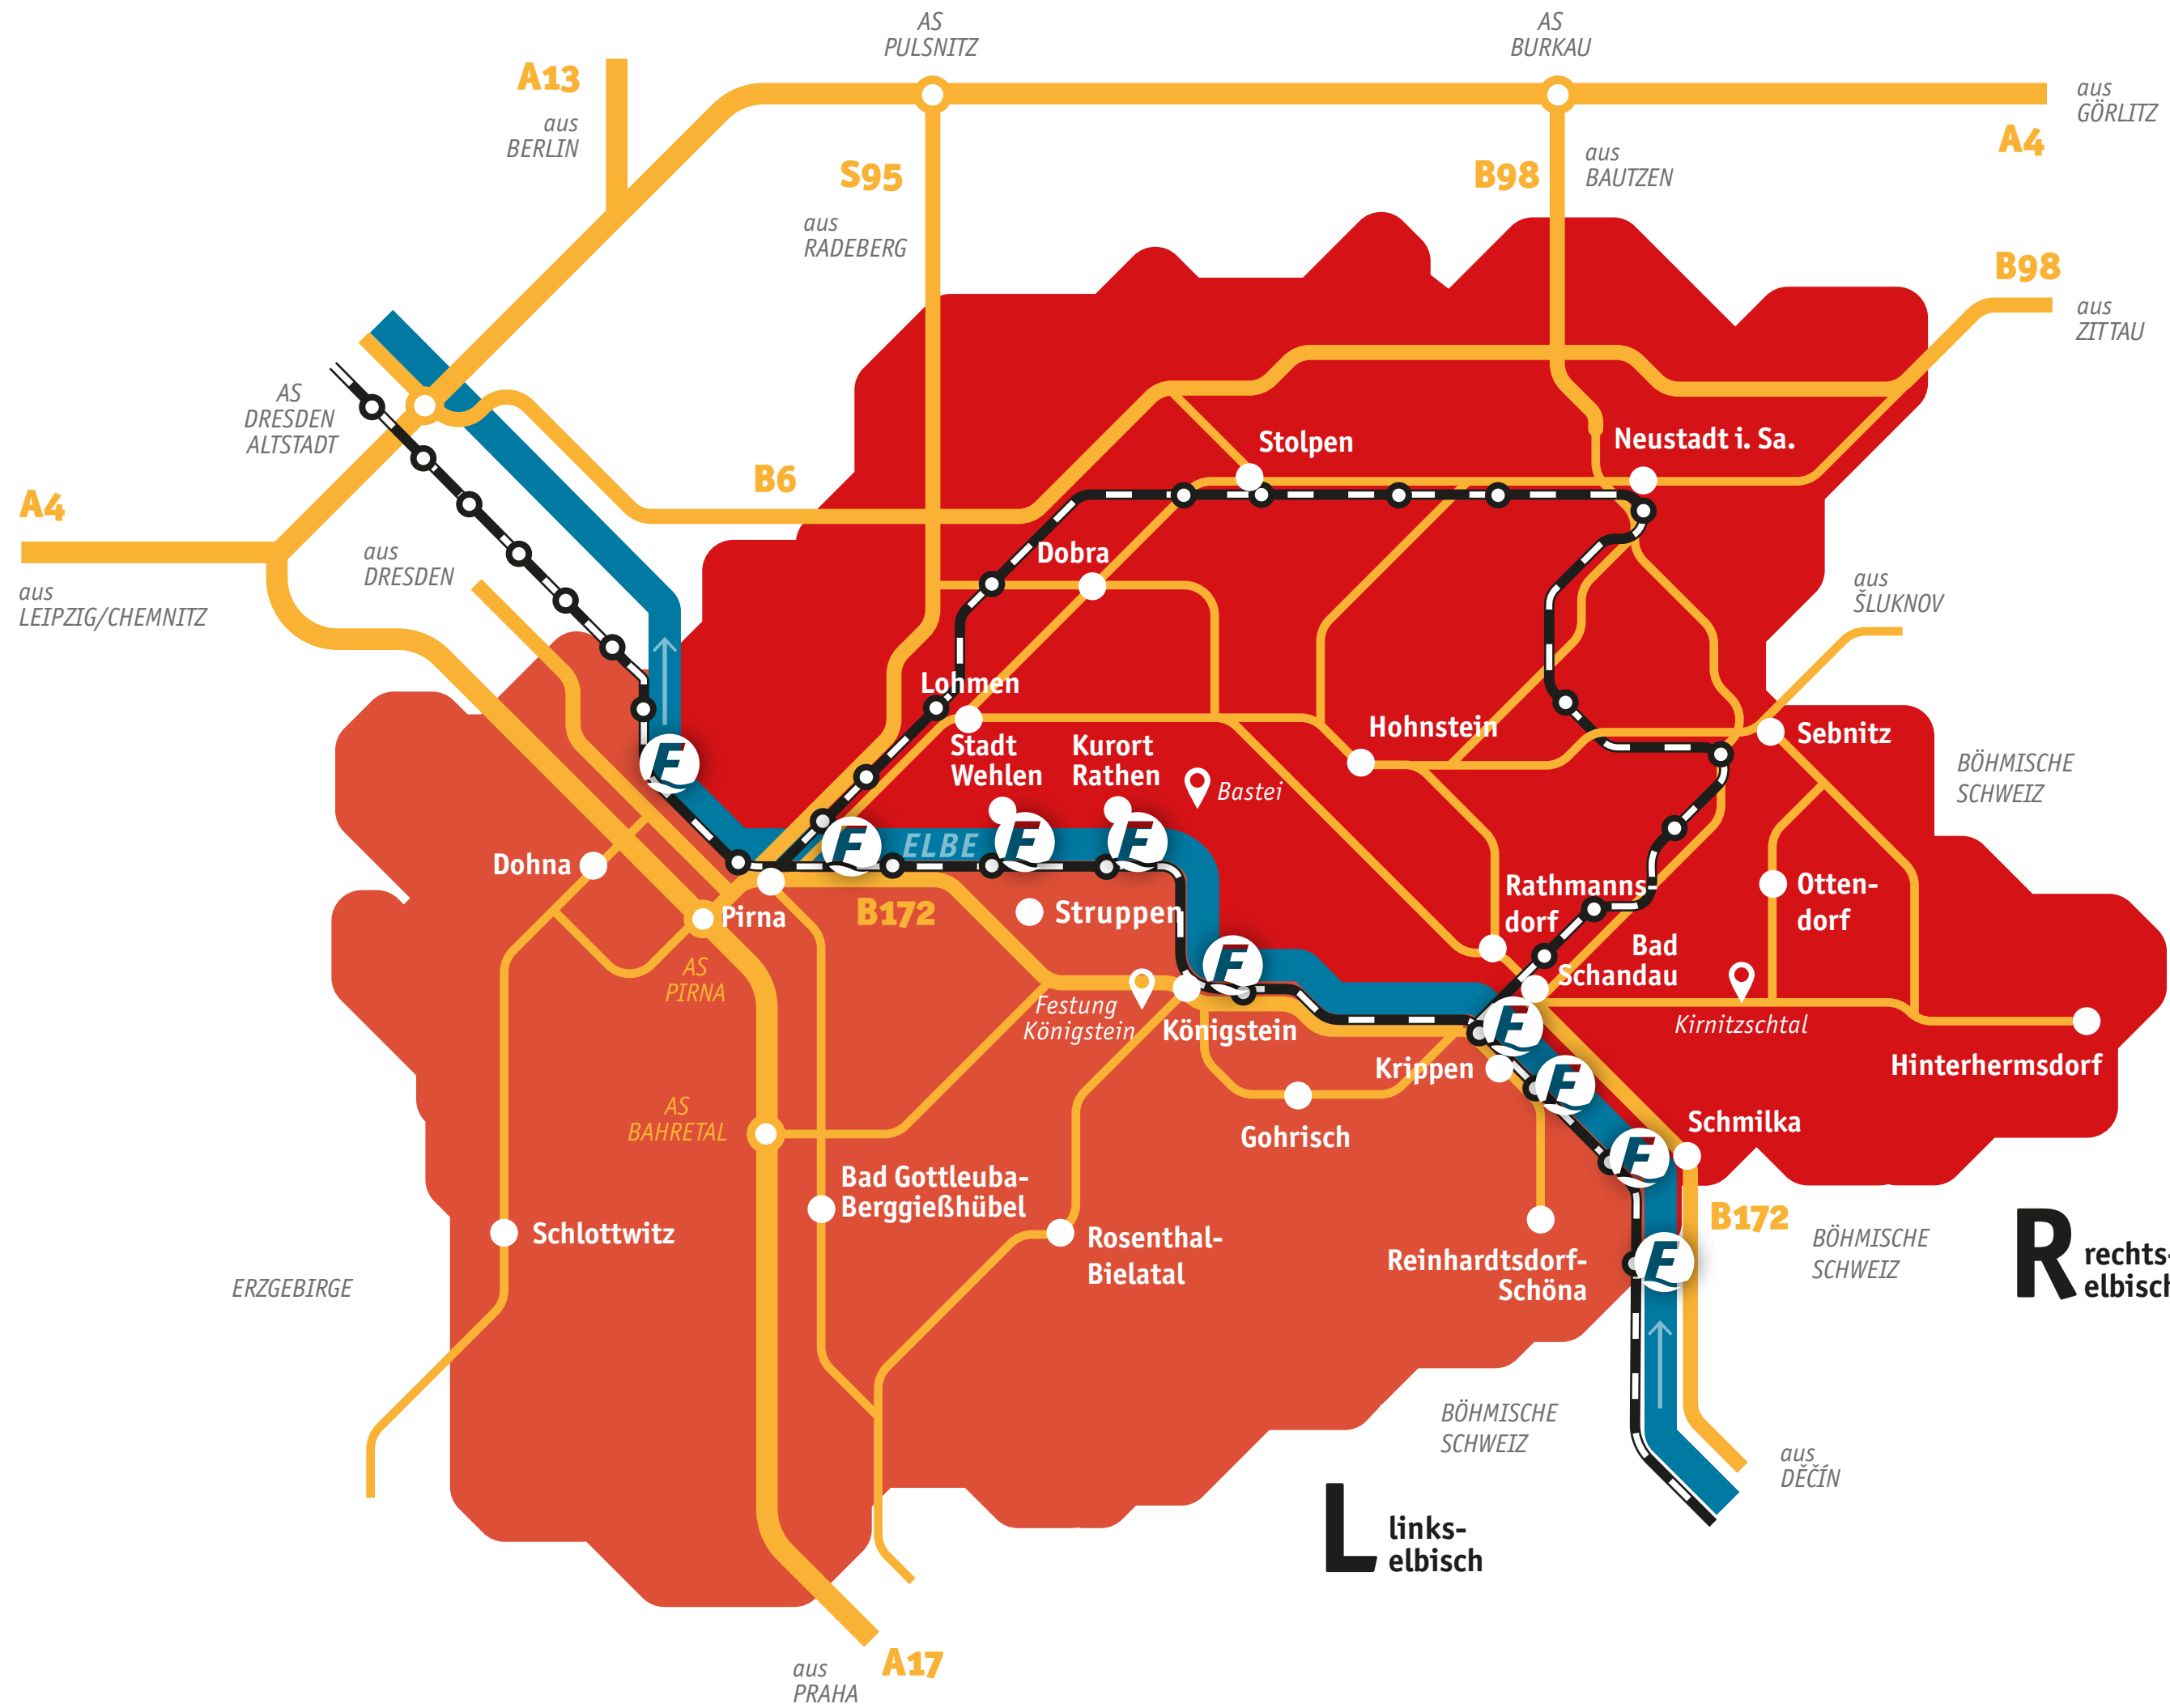 AS
PULSNITZ
AS
BURKAU
A13
aus
BERLIN
aus
GÖRLITZ
A4
S95
aus
RADEBERG
B98
aus
BAUTZEN
B98
aus
ZITTAU
AS
DRESDEN
ALTSTADT
A4
aus
LEIPZIG/CHEMNITZ
aus
DRESDEN
B6
Stolpen
Neustadt i. Sa.
Dobra
aus
ŠLUKNOV
Lohmen
Stadt
Wehlen
Kurort
Rathen
Bastei
Hohnstein
Sebnitz
BÖHMISCHE
SCHWEIZ
F
F
ELBE
F
F
Dohna
Pirna
B172
Struppen
Rathmanns-
dorf
Otten-
dorf
Bad
Schandau
AS
PIRNA
Festung
Königstein
F
Königstein
Kirnitzschtal
Hinterhermsdorf
F
Krippen
F
AS
BAHRETAL
Gohrisch
Schmilka
F
Bad Gottleuba-
Berggießhübel
Schlottwitz
Rosenthal-
Bielatal
Reinhardtsdorf-
Schöna
F
B172
BÖHMISCHE
SCHWEIZ
R rechts-
elbisch
ERZGEBIRGE
BÖHMISCHE
SCHWEIZ
aus
DĚČÍN
L links-
elbisch
A17
aus
PRAHA